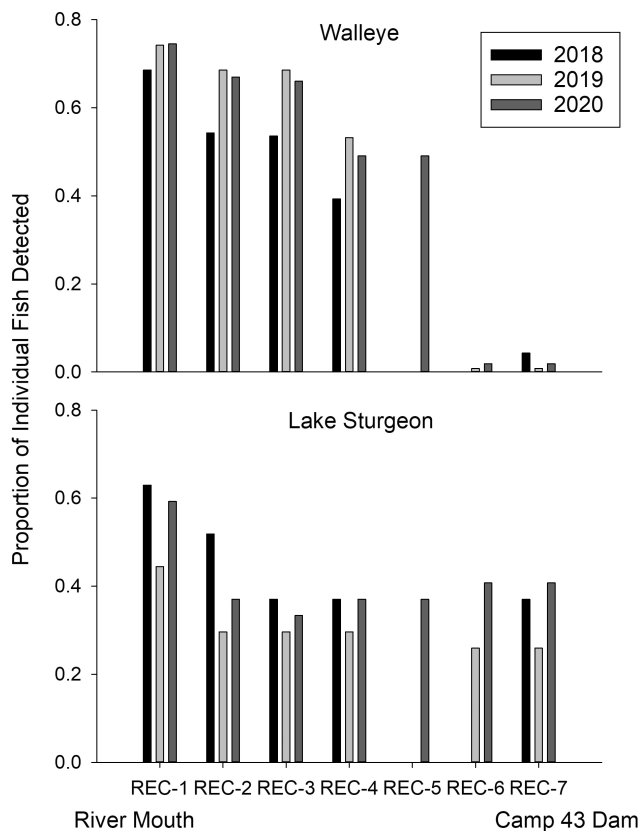 Walleye
2018
2019
2020
0.8
0.6
0.4
0.2
0.0
Proportion of Individual Fish Detected
Lake Sturgeon
0.8
0.6
0.4
0.2
0.0
REC-1 REC-2 REC-3 REC-4 REC-5 REC-6 REC-7
River Mouth Camp 43 Dam